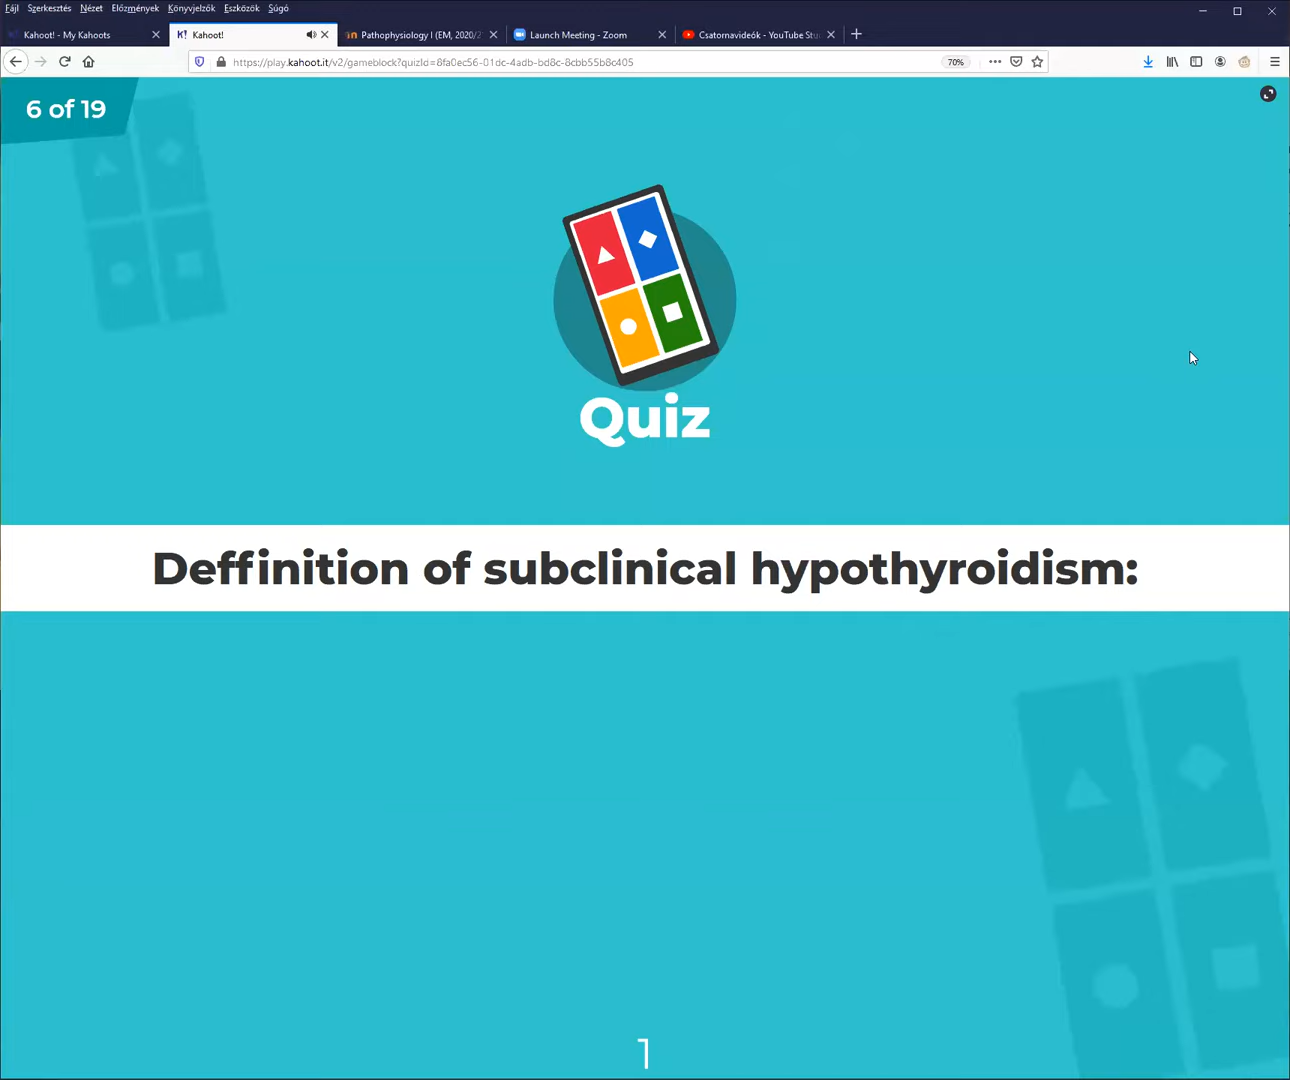 Fájl Szerkesztés Nézet Előzmények Könyvjelzők Eszközök Súgó
Kahoot! - My Kahoots
K! Kahoot!
Pathophysiology I (EM, 2020/2
Launch Meeting - Zoom
Csatornavideók - YouTube Stu
https://play.kahoot.it/v2/gameblock?quizId=8fa0ec56-01dc-4adb-bd8c-8cbb55b8c405
70%
6 of 19
Quiz
Deffinition of subclinical hypothyroidism:
1